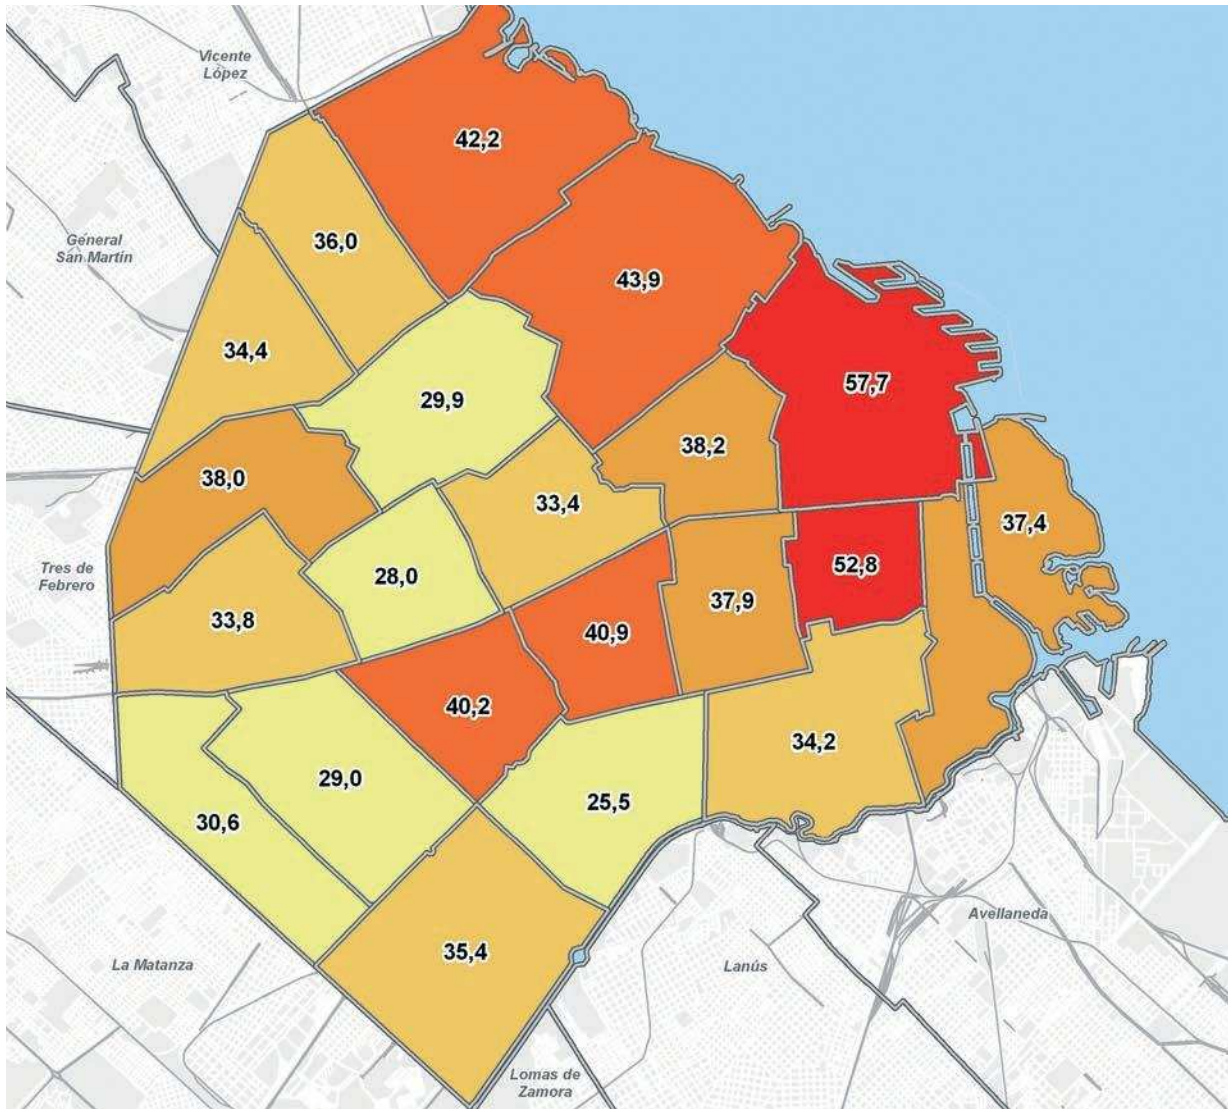 Vicente
López
42,2
36,0
General
San Martín
43,9
34,4
57,7
29,9
38,2
38,0
33,4
37,4
Tres de
Febrero
28,0
52,8
37,9
33,8
40,9
40,2
34,2
29,0
25,5
30,6
Avellaneda
35,4
La Matanza
Lanús
Lomas de
Zamora